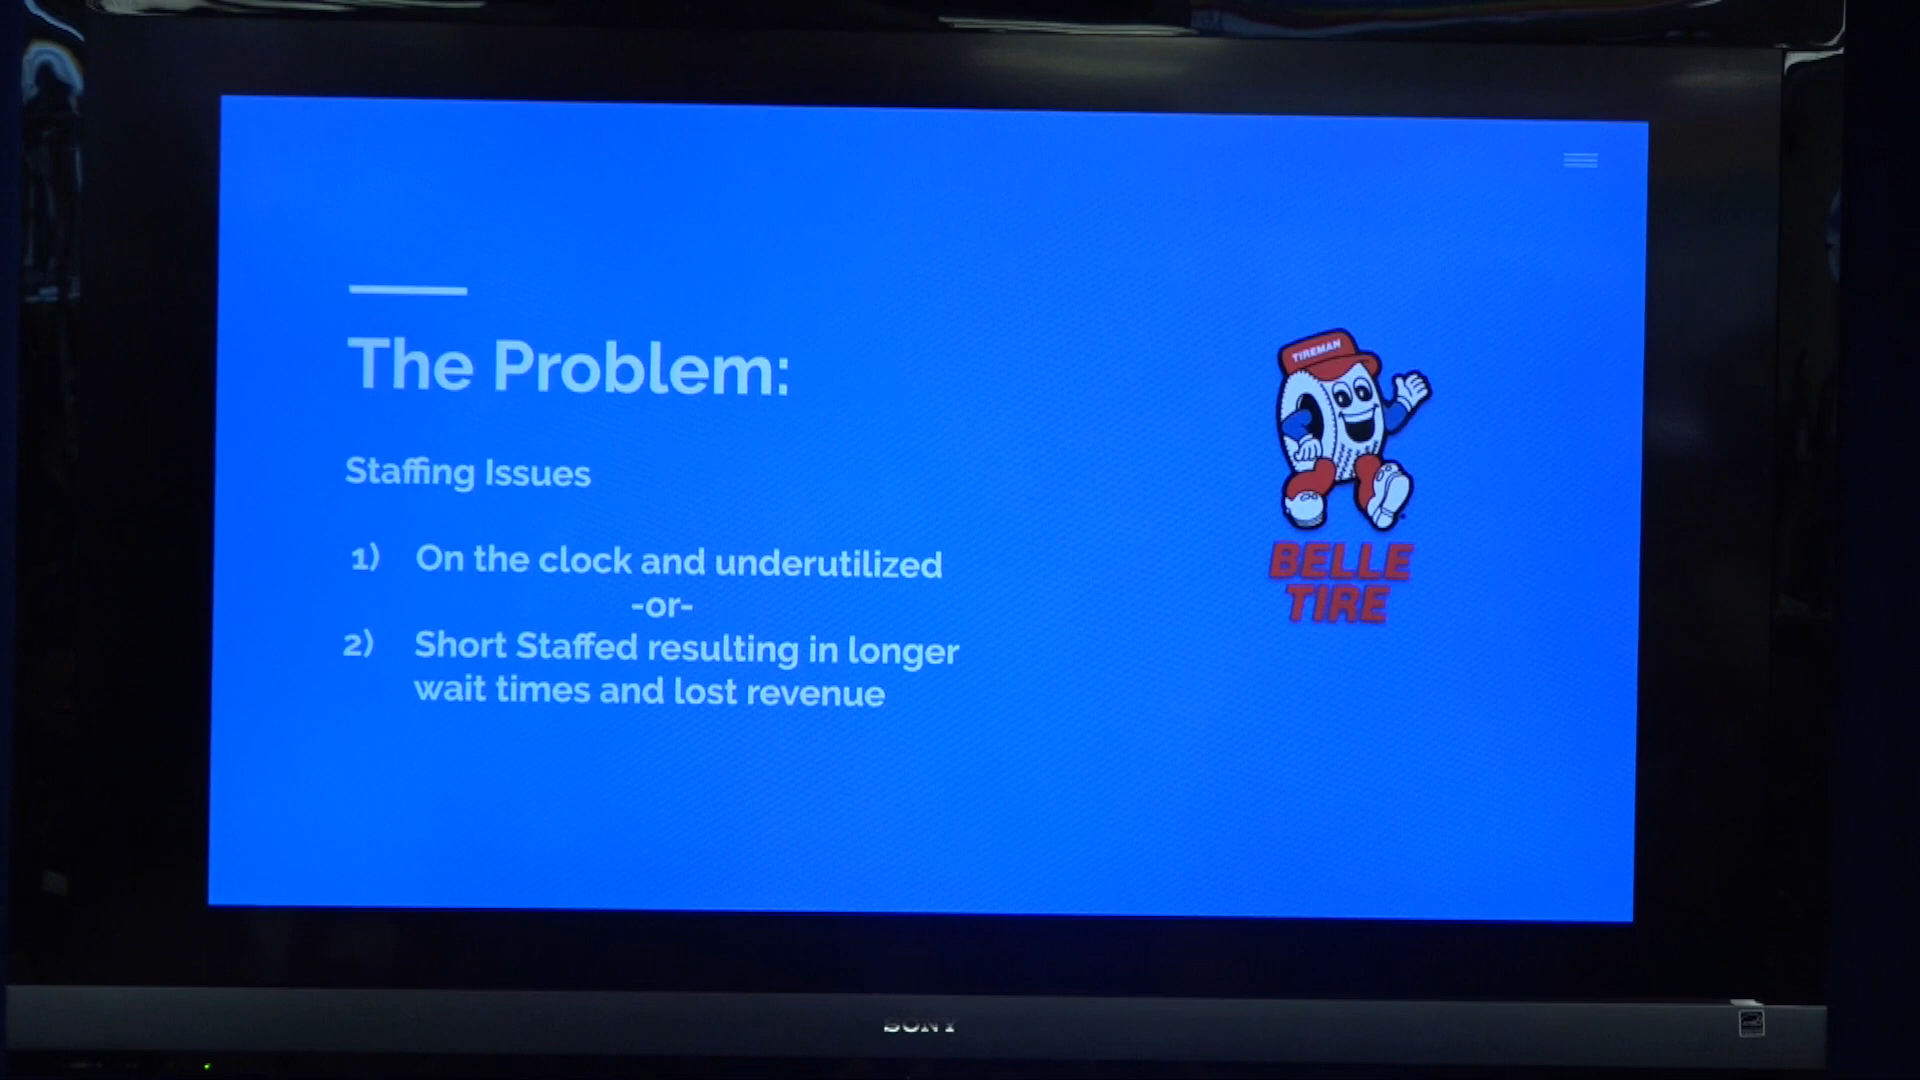 The Problem:
Staffing Issues
1) On the clock and underutilized
-or-
2) Short Staffed resulting in longer
wait times and lost revenue
TIREMAN
BELLE
TIRE
SONY